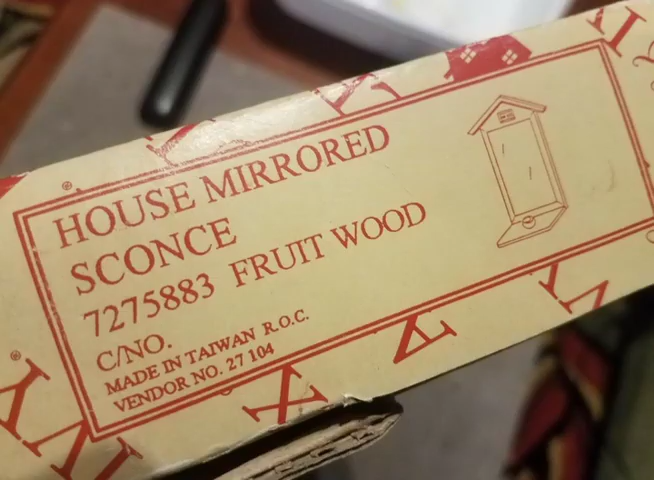 HOUSE MIRRORED
SCONCE
7275883 FRUIT WOOD
C/NO.
MADE IN TAIWAN R.O.C.
VENDOR NO. 27 104